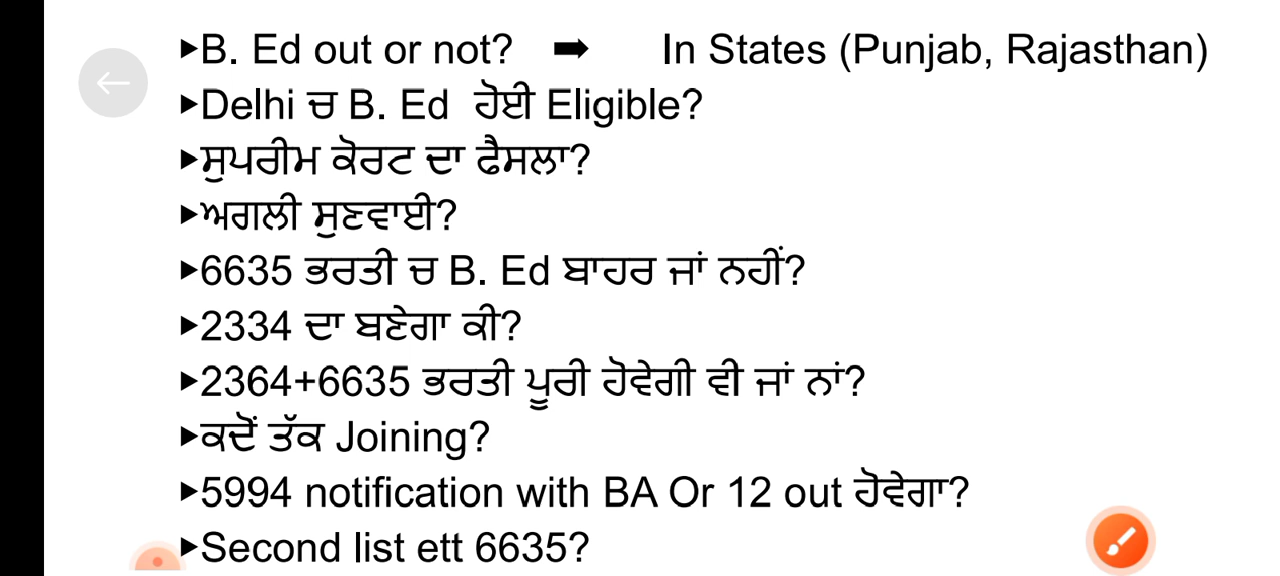 ▶B. Ed out or not? ➡ In States (Punjab, Rajasthan)
▶Delhi ਚ B. Ed ਹੋਈ Eligible?
▶ਸੁਪਰੀਮ ਕੋਰਟ ਦਾ ਫੈਸਲਾ?
▶ਅਗਲੀ ਸੁਣਵਾਈ?
▶6635 ਭਰਤੀ ਚ B. Ed ਬਾਹਰ ਜਾਂ ਨਹੀਂ?
▶2334 ਦਾ ਬਣੇਗਾ ਕੀ?
▶2364+6635 ਭਰਤੀ ਪੂਰੀ ਹੋਵੇਗੀ ਵੀ ਜਾਂ ਨਾਂ?
▶ਕਦੋਂ ਤੱਕ Joining?
▶5994 notification with BA Or 12 out ਹੋਵੇਗਾ?
▶Second list ett 6635?